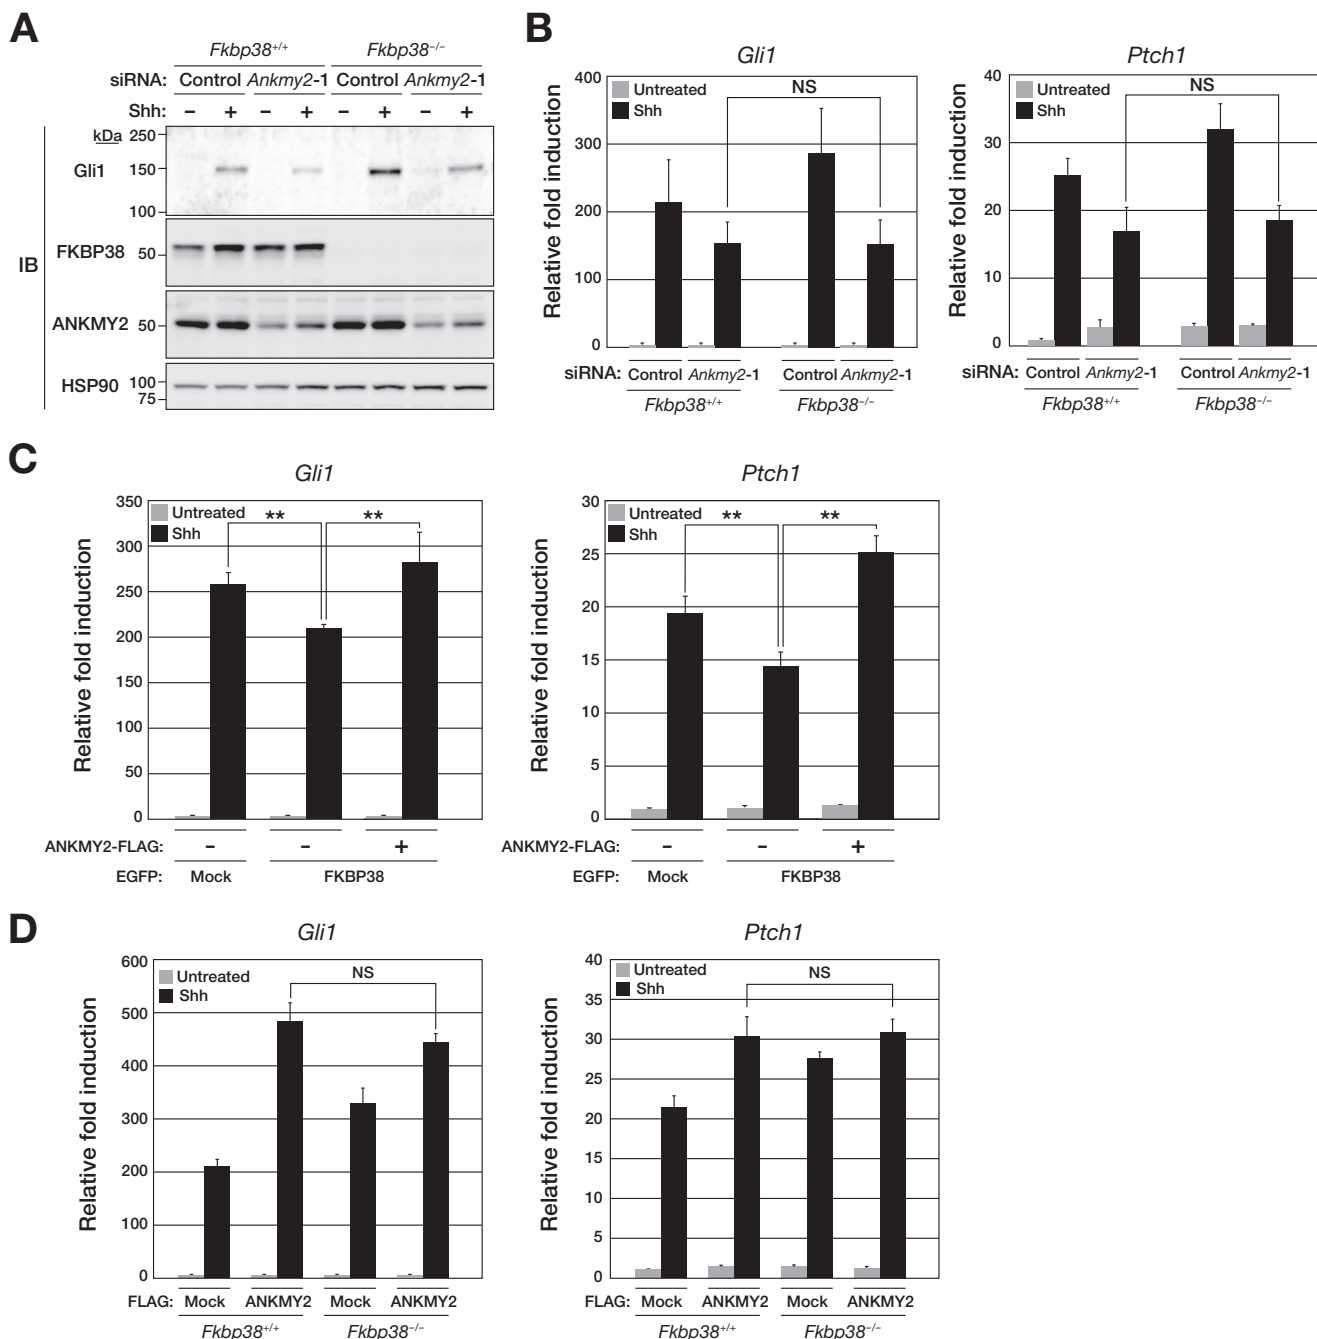 A
Fkbp38+/+ Fkbp38−/−
siRNA: Control Ankmy2-1 Control Ankmy2-1
Shh: − + − + − + − +
kDa
250
Gli1 150
100
IB
FKBP38 50
ANKMY2 50
HSP90 100
75
B
Gli1
Relative fold induction
400
300
200
100
0
Untreated
Shh
NS
siRNA: Control Ankmy2-1 Control Ankmy2-1
Fkbp38+/+ Fkbp38−/−
Ptch1
Relative fold induction
40
30
20
10
0
Untreated
Shh
NS
siRNA: Control Ankmy2-1 Control Ankmy2-1
Fkbp38+/+ Fkbp38−/−
C
Gli1
Relative fold induction
350
300
250
200
150
100
50
0
Untreated
Shh
** **
ANKMY2-FLAG: − − +
EGFP: Mock FKBP38
Ptch1
Relative fold induction
30
25
20
15
10
5
0
Untreated
Shh
** **
ANKMY2-FLAG: − − +
EGFP: Mock FKBP38
D
Gli1
Relative fold induction
600
500
400
300
200
100
0
Untreated
Shh
NS
FLAG: Mock ANKMY2 Mock ANKMY2
Fkbp38+/+ Fkbp38−/−
Ptch1
Relative fold induction
40
35
30
25
20
15
10
5
0
Untreated
Shh
NS
FLAG: Mock ANKMY2 Mock ANKMY2
Fkbp38+/+ Fkbp38−/−